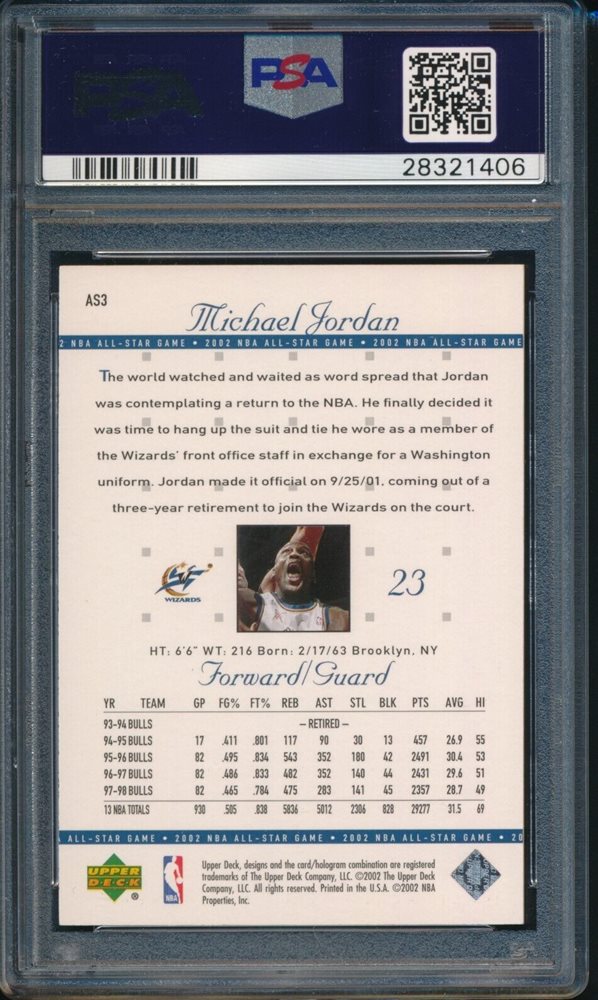 PSA
PSA
28321406
AS3
Michael Jordan
2 NBA ALL-STAR GAME • 2002 NBA ALL-STAR GAME • 2002 NBA ALL-STAR GAME
The world watched and waited as word spread that Jordan
was contemplating a return to the NBA. He finally decided it
was time to hang up the suit and tie he wore as a member of
the Wizards' front office staff in exchange for a Washington
uniform. Jordan made it official on 9/25/01, coming out of a
three-year retirement to join the Wizards on the court.
WIZARDS
23
HT: 6'6" WT: 216 Born: 2/17/63 Brooklyn, NY
Forward/Guard
YR TEAM GP FG% FT% REB AST STL BLK PTS AVG HI
93-94 BULLS – RETIRED –
94-95 BULLS 17 .411 .801 117 90 30 13 457 26.9 55
95-96 BULLS 82 .495 .834 543 352 180 42 2491 30.4 53
96-97 BULLS 82 .486 .833 482 352 140 44 2431 29.6 51
97-98 BULLS 82 .465 .784 475 283 141 45 2357 28.7 49
13 NBA TOTALS 930 .505 .838 5836 5012 2306 828 29277 31.5 69
ALL-STAR GAME • 2002 NBA ALL-STAR GAME • 2002 NBA ALL-STAR GAME • 20
UPPER
DECK
®
NBA
Upper Deck, designs and the card/hologram combination are registered
trademarks of The Upper Deck Company, LLC. ©2002 The Upper Deck
Company, LLC. All rights reserved. Printed in the U.S.A. ©2002 NBA
Properties, Inc.